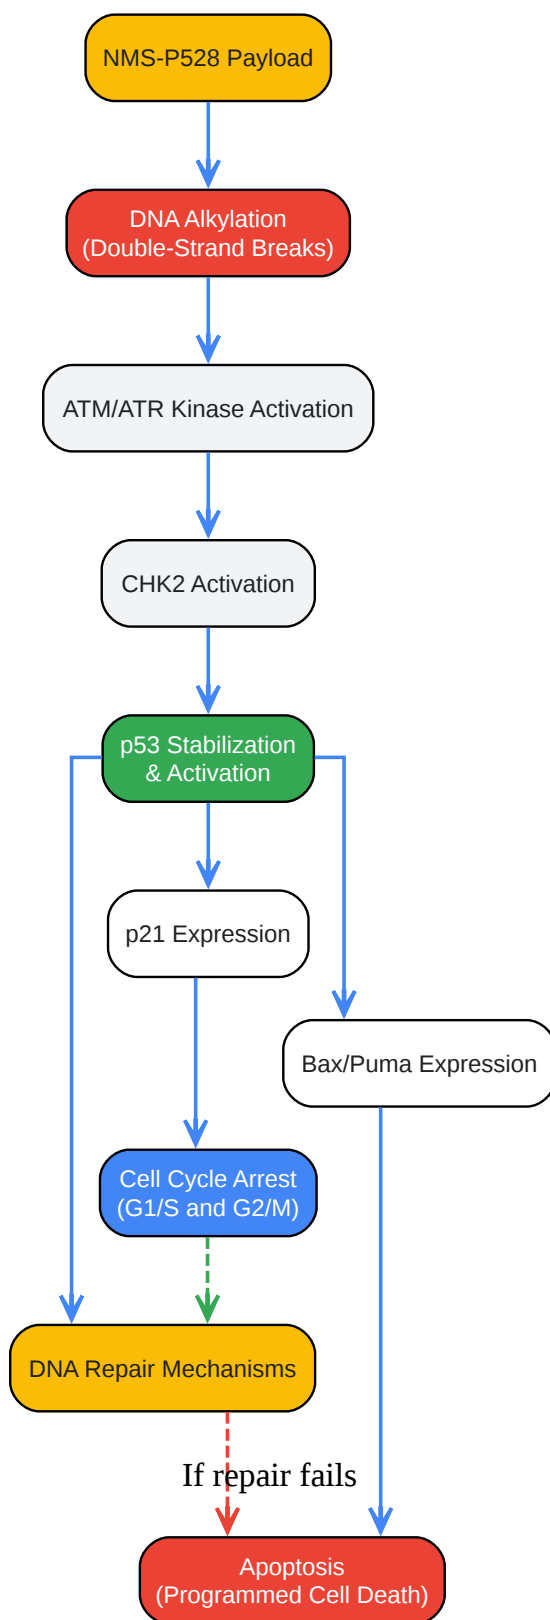 NMS-P528 Payload
DNA Alkylation
(Double-Strand Breaks)
ATM/ATR Kinase Activation
CHK2 Activation
p53 Stabilization
& Activation
p21 Expression
Bax/Puma Expression
Cell Cycle Arrest
(G1/S and G2/M)
DNA Repair Mechanisms
If repair fails
Apoptosis
(Programmed Cell Death)